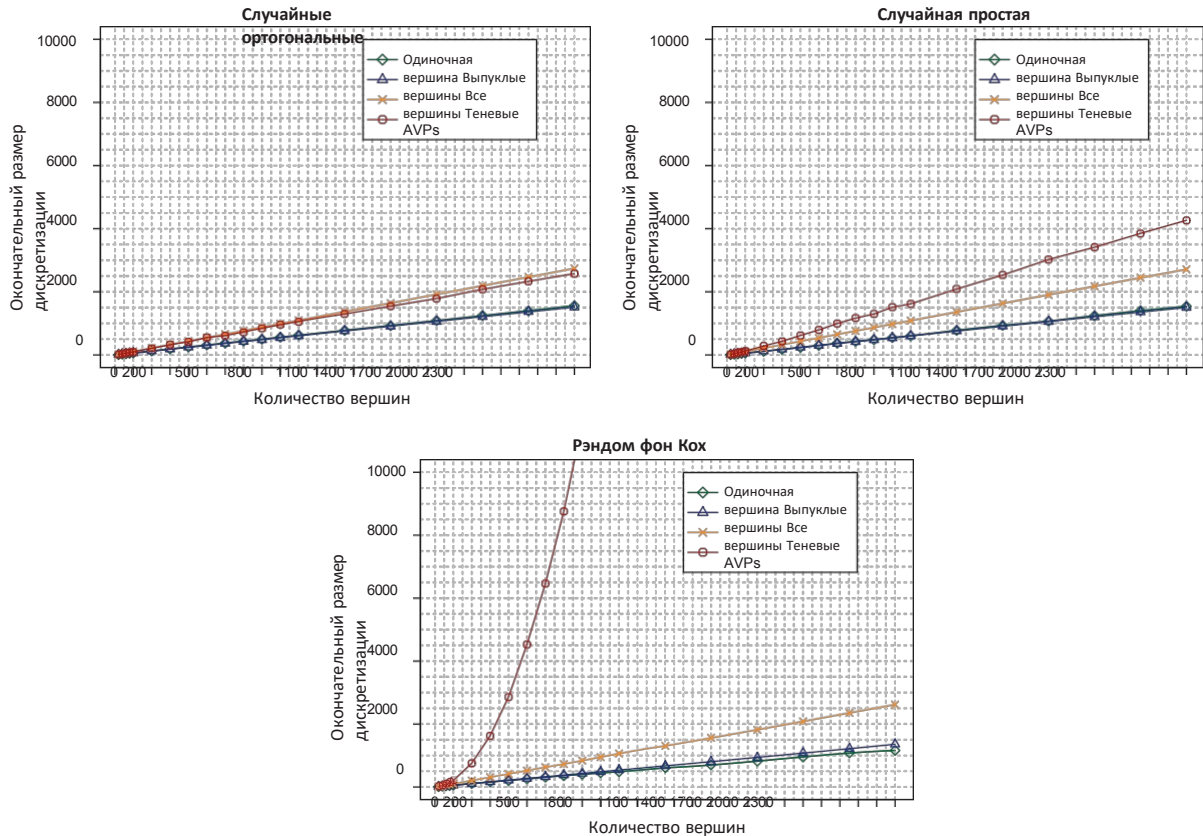 Случайные
ортогональные
10000
8000
6000
4000
2000
0
Окончательный размер
дискретизации
Одиночная
вершина Выпуклые
вершины Все
вершины Теневые
AVPs
0 200 500 800 1100 1400 1700 2000 2300
Количество вершин
Случайная простая
10000
8000
6000
4000
2000
0
Окончательный размер
дискретизации
Одиночная
вершина Выпуклые
вершины Все
вершины Теневые
AVPs
0 200 500 800 1100 1400 1700 2000 2300
Количество вершин
Рэндом фон Кох
10000
8000
6000
4000
2000
0
Окончательный размер
дискретизации
Одиночная
вершина Выпуклые
вершины Все
вершины Теневые
AVPs
0 200 500 800 1100 1400 1700 2000 2300
Количество вершин